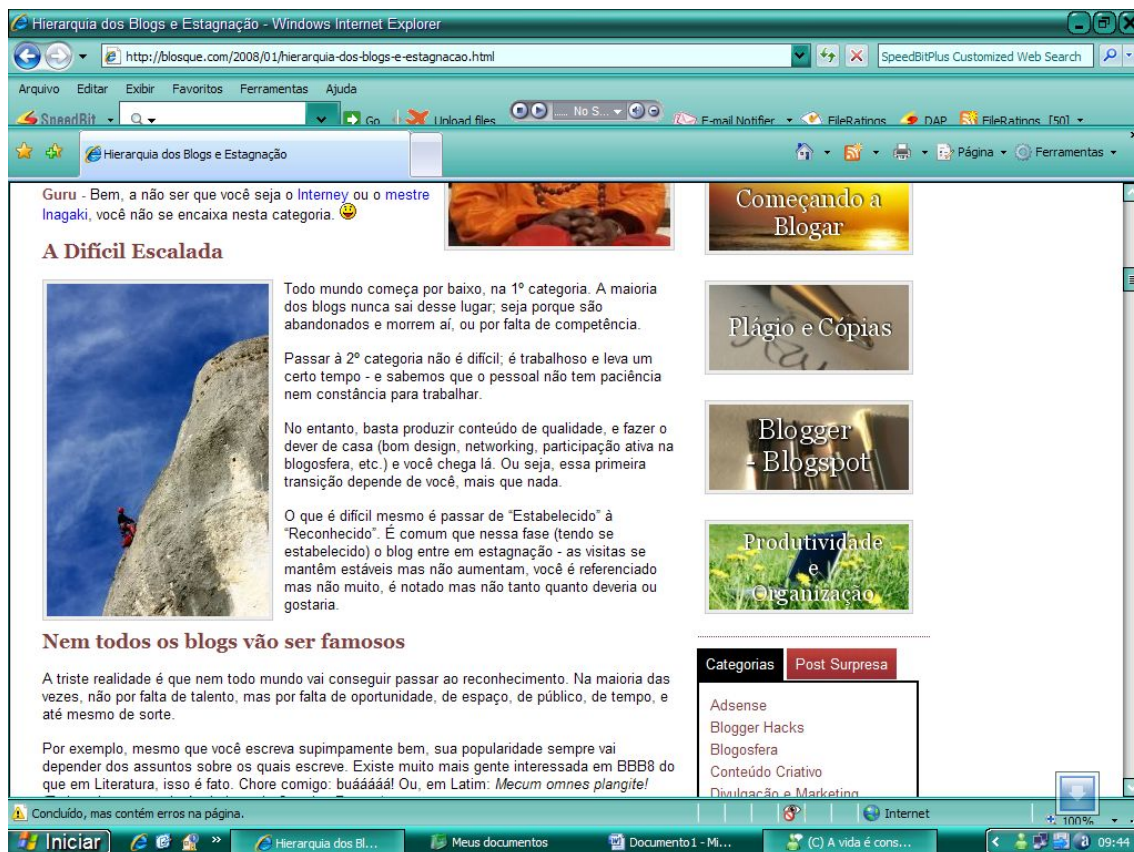 Hierarquia dos Blogs e Estagnação - Windows Internet Explorer
http://blosque.com/2008/01/hierarquia-dos-blogs-e-estagnacao.html
SpeedBitPlus Customized Web Search
Arquivo Editar Exibir Favoritos Ferramentas Ajuda
SpeedBit Go Upload files ..... No S... E-mail Notifier FileRatings DAP FileRatings [50]
Hierarquia dos Blogs e Estagnação
Página Ferramentas
Guru - Bem, a não ser que você seja o Interney ou o mestre
Inagaki, você não se encaixa nesta categoria.
A Difícil Escalada
Todo mundo começa por baixo, na 1º categoria. A maioria
dos blogs nunca sai desse lugar; seja porque são
abandonados e morrem aí, ou por falta de competência.
Passar à 2º categoria não é difícil; é trabalhoso e leva um
certo tempo - e sabemos que o pessoal não tem paciência
nem constância para trabalhar.
No entanto, basta produzir conteúdo de qualidade, e fazer o
dever de casa (bom design, networking, participação ativa na
blogosfera, etc.) e você chega lá. Ou seja, essa primeira
transição depende de você, mais que nada.
O que é difícil mesmo é passar de “Estabelecido” à
“Reconhecido”. É comum que nessa fase (tendo se
estabelecido) o blog entre em estagnação - as visitas se
mantêm estáveis mas não aumentam, você é referenciado
mas não muito, é notado mas não tanto quanto deveria ou
gostaria.
Nem todos os blogs vão ser famosos
A triste realidade é que nem todo mundo vai conseguir passar ao reconhecimento. Na maioria das
vezes, não por falta de talento, mas por falta de oportunidade, de espaço, de público, de tempo, e
até mesmo de sorte.
Por exemplo, mesmo que você escreva supimpamente bem, sua popularidade sempre vai
depender dos assuntos sobre os quais escreve. Existe muito mais gente interessada em BBB8 do
que em Literatura, isso é fato. Chore comigo: buááááá! Ou, em Latim: Mecum omnes plangite!
Começando a
Blogar
Plágio e Cópias
Blogger
- Blogspot
Produtividade
e
Organização
Categorias Post Surpresa
Adsense
Blogger Hacks
Blogosfera
Conteúdo Criativo
Divulgação e Marketing
Concluído, mas contém erros na página.
Internet
100%
Iniciar
Hierarquia dos Bl...
Meus documentos
Documento1 - Mi...
(C) A vida é cons...
09:44